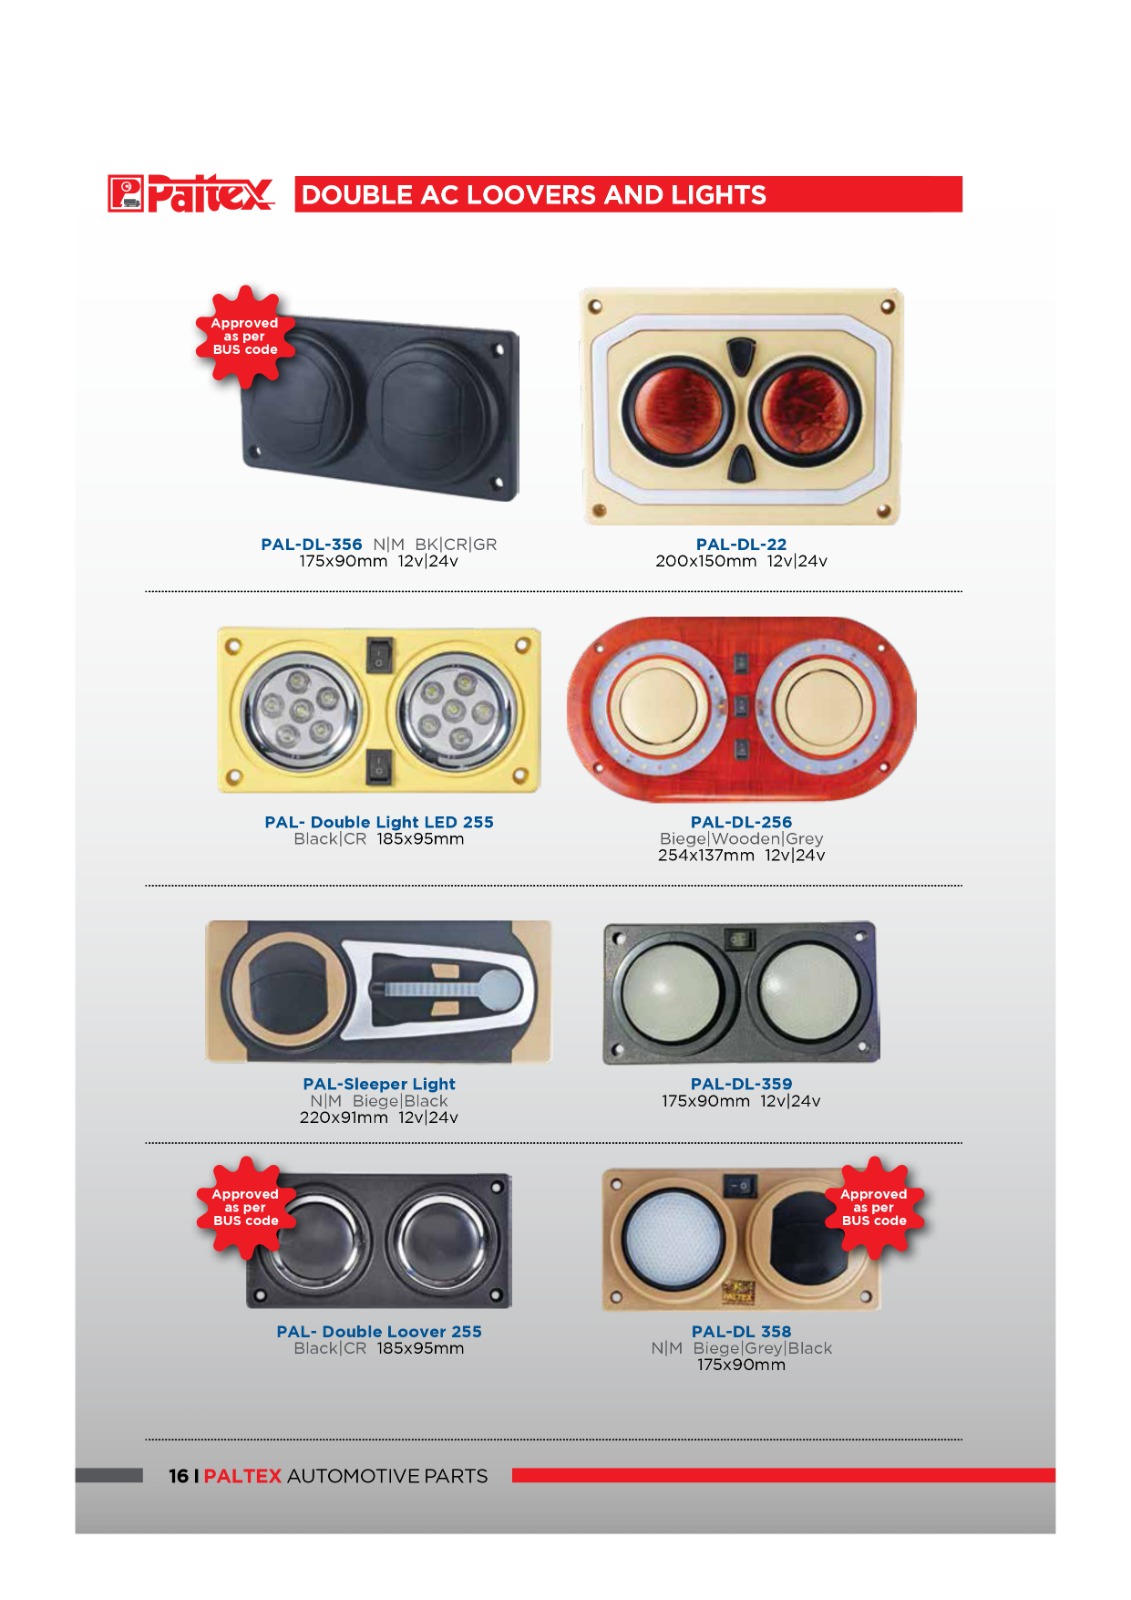 Paltex
DOUBLE AC LOOVERS AND LIGHTS
Approved
as per
BUS code
PAL-DL-356 N|M BK|CR|GR
175x90mm 12v|24v
PAL-DL-22
200x150mm 12v|24v
PAL- Double Light LED 255
Black|CR 185x95mm
PAL-DL-256
Biege|Wooden|Grey
254x137mm 12v|24v
PAL-Sleeper Light
N|M Biege|Black
220x91mm 12v|24v
PAL-DL-359
175x90mm 12v|24v
Approved
as per
BUS code
PAL- Double Loover 255
Black|CR 185x95mm
Approved
as per
BUS code
PALTEX
PAL-DL 358
N|M Biege|Grey|Black
175x90mm
16 | PALTEX AUTOMOTIVE PARTS